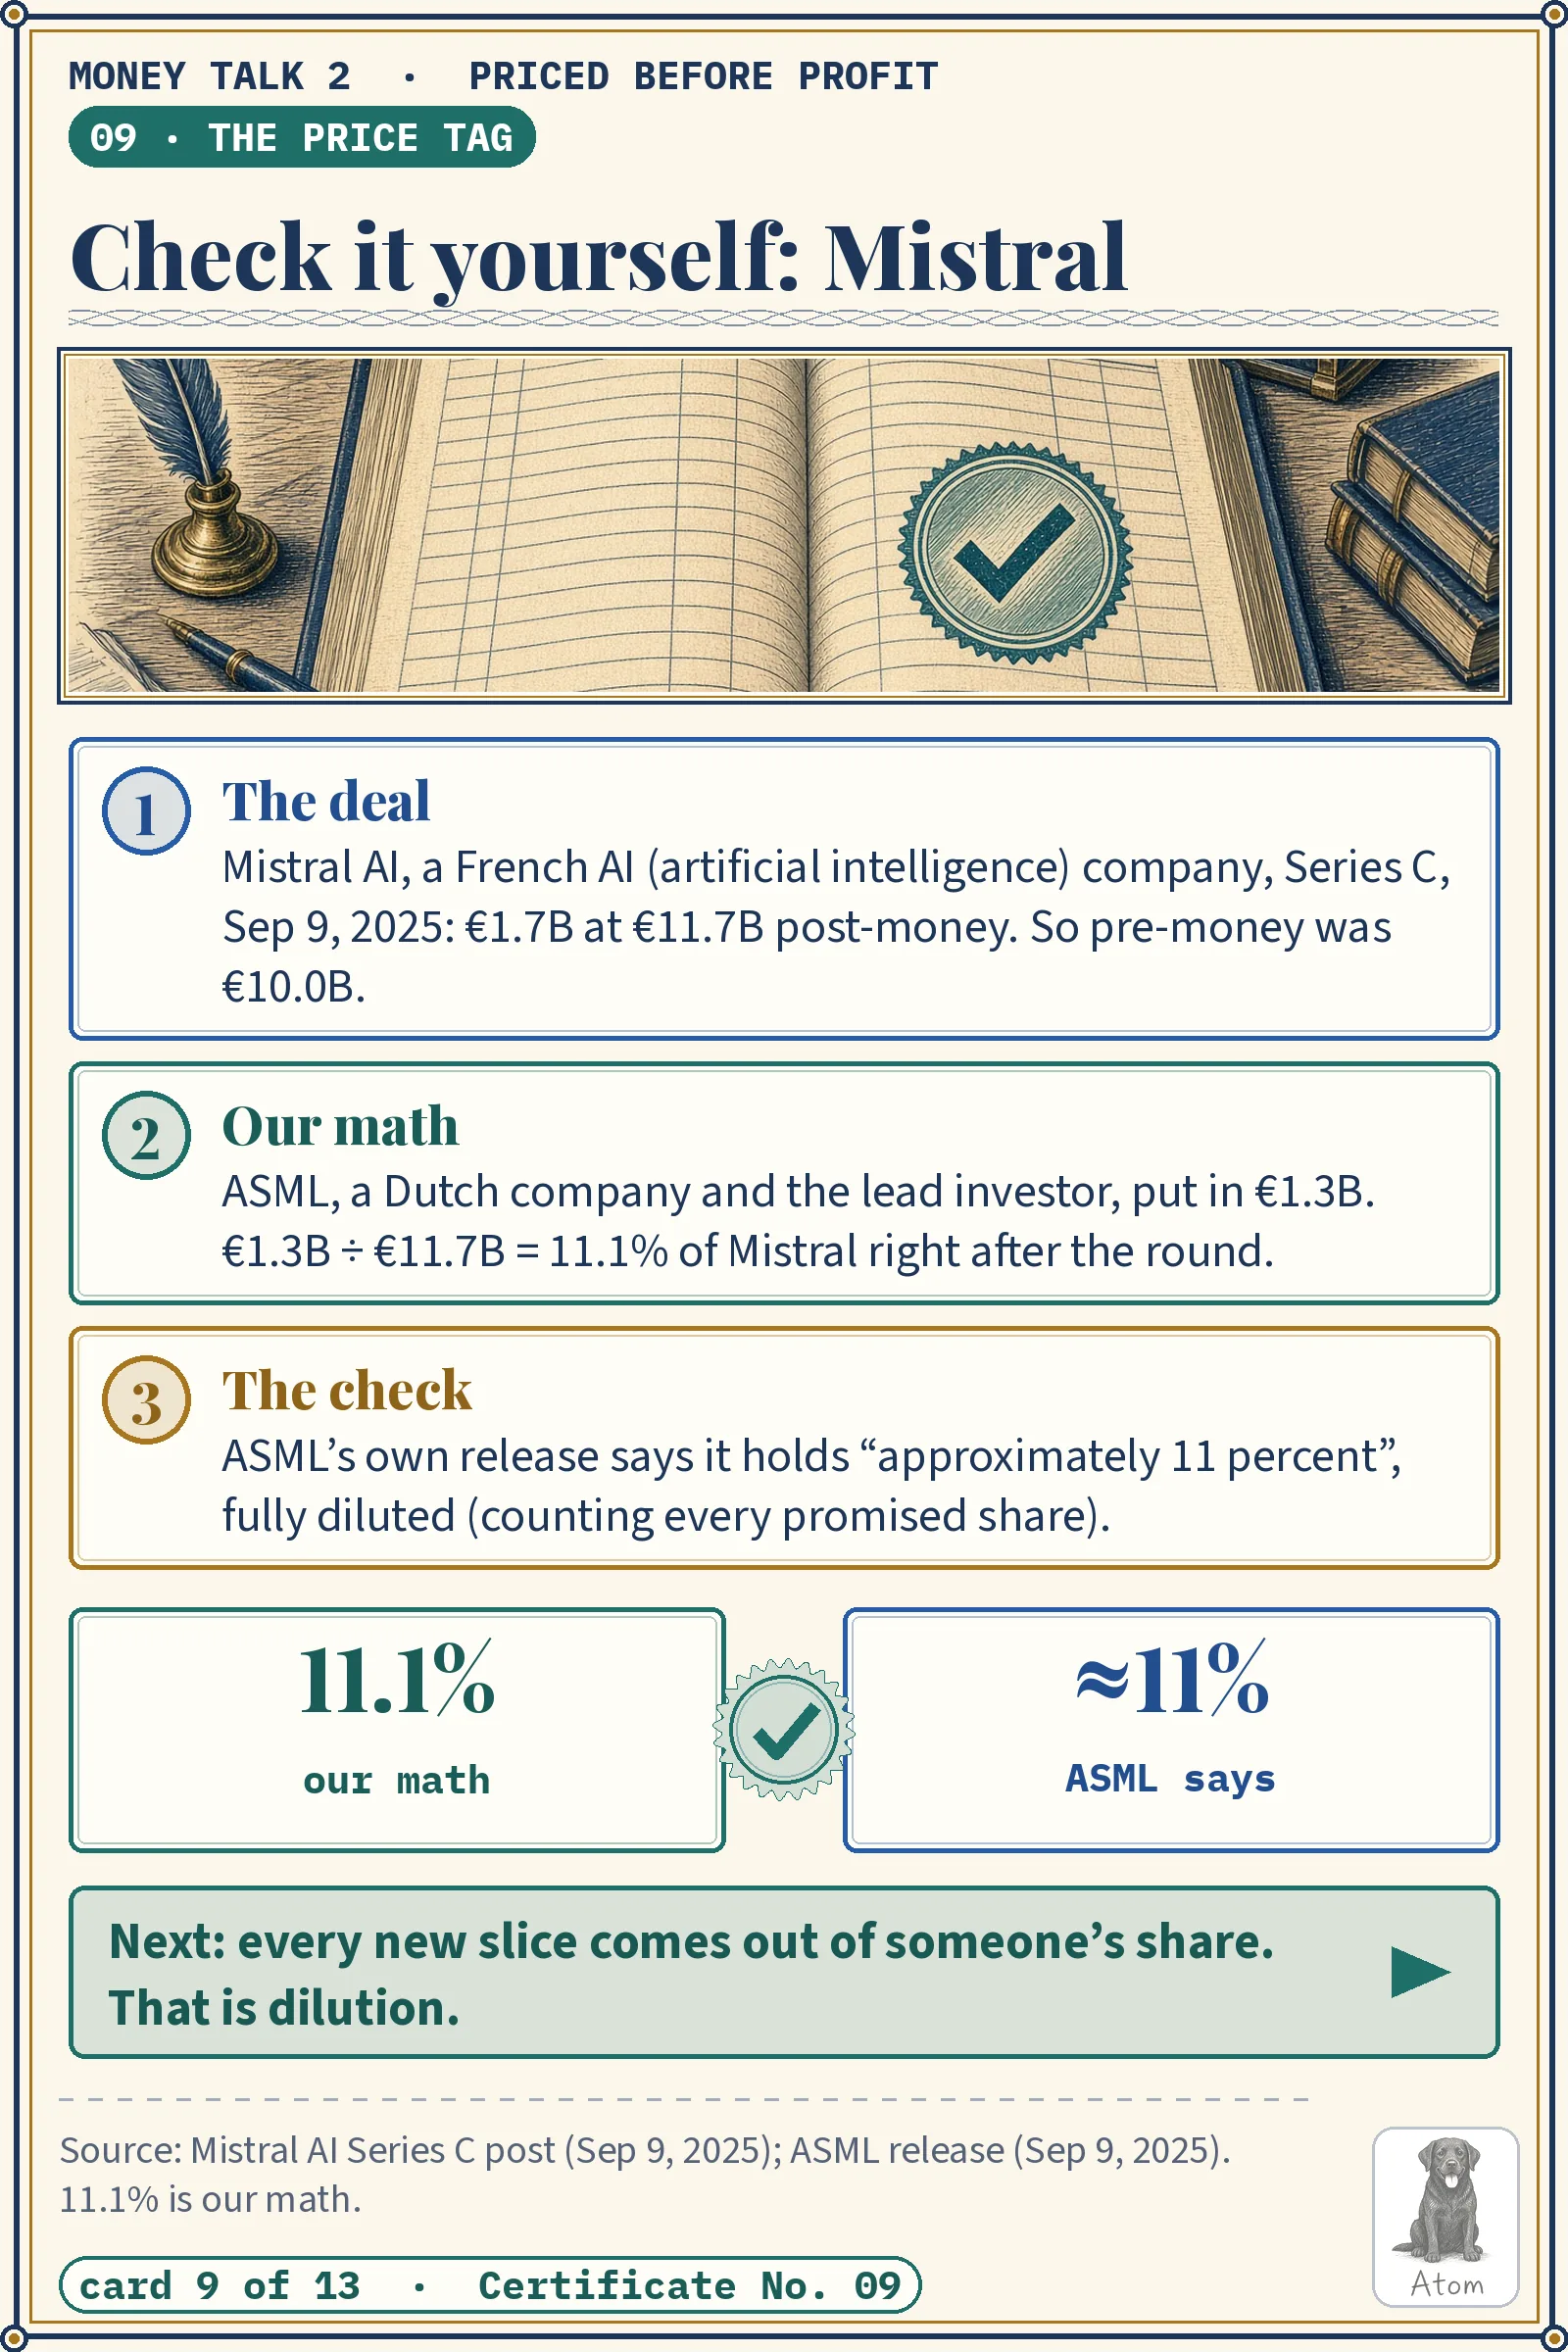 MONEY TALK 2 · PRICED BEFORE PROFIT
09 · THE PRICE TAG
Check it yourself: Mistral
1
The deal
Mistral AI, a French AI (artificial intelligence) company, Series C,
Sep 9, 2025: €1.7B at €11.7B post-money. So pre-money was
€10.0B.
2
Our math
ASML, a Dutch company and the lead investor, put in €1.3B.
€1.3B ÷ €11.7B = 11.1% of Mistral right after the round.
3
The check
ASML’s own release says it holds “approximately 11 percent”,
fully diluted (counting every promised share).
11.1%
our math
≈11%
ASML says
Next: every new slice comes out of someone’s share.
That is dilution.
Source: Mistral AI Series C post (Sep 9, 2025); ASML release (Sep 9, 2025).
11.1% is our math.
card 9 of 13 · Certificate No. 09
Atom